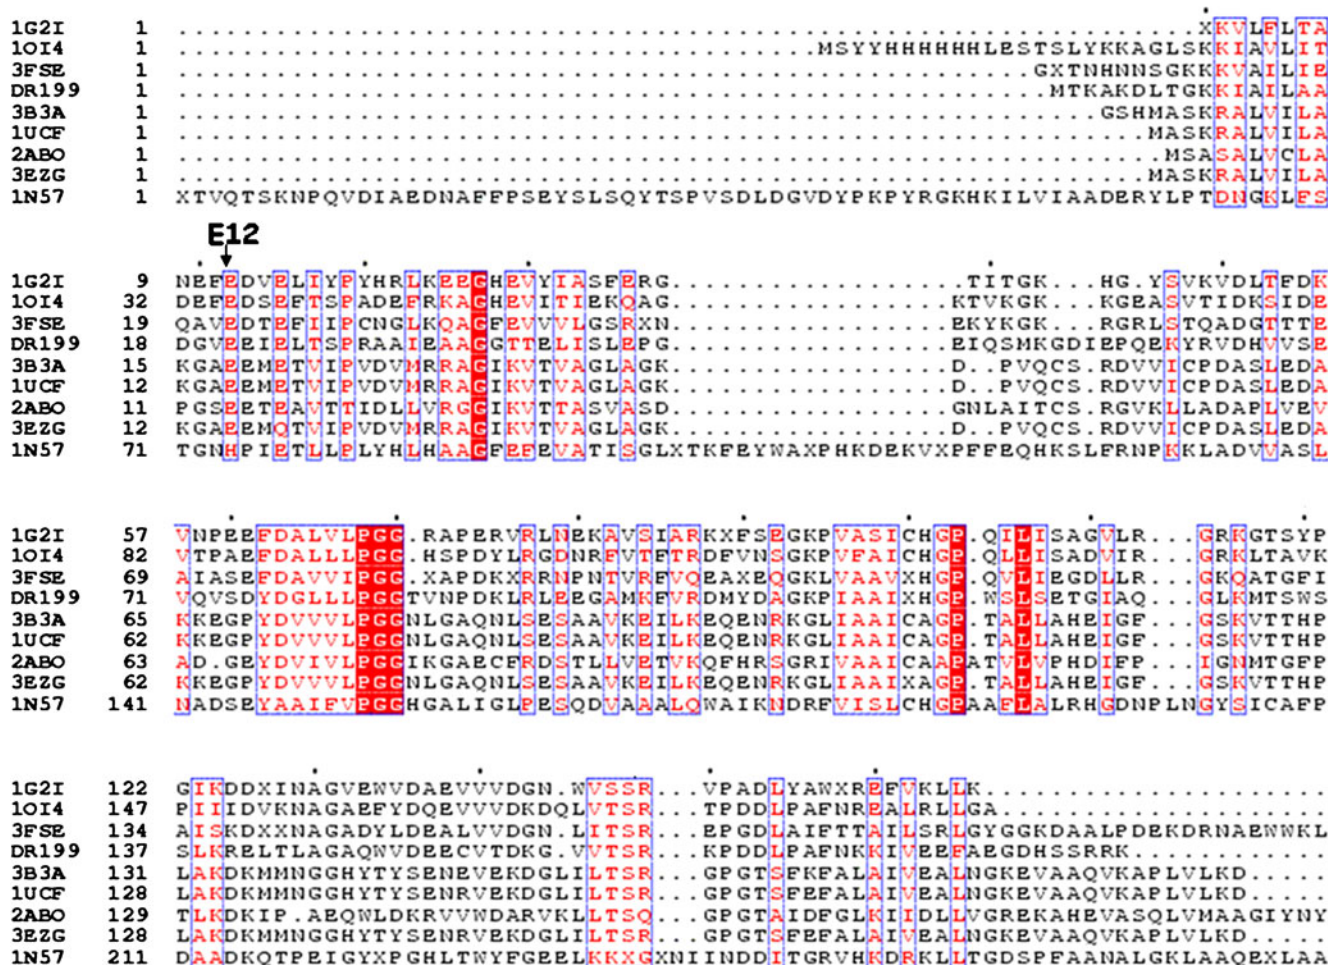 1G2I 1 ......................................................................XKVLFLTA
1OI4 1 .......................................MSYYHHHHHHLESTSLYKKAGLSKKIAVLIT
3FSE 1 ....................................................GXTNHNNSGKKKVAILIE
DR199 1 .....................................................MTKAKDLTGKKIAILAA
3B3A 1 ........................................................GSHMASKRALVILA
1UCF 1 ...........................................................MASKRALVILA
2ABO 1 ............................................................MSASALVCLA
3EZG 1 ...........................................................MASKRALVILA
1N57 1 XTVQTSKNPQVDIAEDNAFFPSEYSLSQYTSPVSDLDGVDYPKPYRGKHKILVIAADERYLPTDNGKLFS
E12
1G2I 9 NEFEDVELIYPYHRLKEEGHEVYIASFERG.................TITGK...HG.YSVKVDLTFDK
1OI4 32 DEFEDSEFTSPADEFRKAGHEVITIEKQAG................KTVKGK...KGEASVTIDKSIDE
3FSE 19 QAVEDTEFIIPCNGLKQAGFEVVVLGSRXN................EKYKGK...RGRLSTQADGTTTE
DR199 18 DGVEEIELTSPRAAIEAAGGTTELISLEPG................EIQSMKGDIEPQEKYRVDHVVSE
3B3A 15 KGAEEMETVIPVDVMRRAGIKVTVAGLAGK................D..PVQCS.RDVVICPDASLEDA
1UCF 12 KGAEEMETVIPVDVMRRAGIKVTVAGLAGK................D..PVQCS.RDVVICPDASLEDA
2ABO 11 PGSEETEAVTTIDLLVRGGIKVTTASVASD................GNLAITCS.RGVKLLADAPLVEV
3EZG 12 KGAEEMQTVIPVDVMRRAGIKVTVAGLAGK................D..PVQCS.RDVVICPDASLEDA
1N57 71 TGNHPIETLLPLYHLHAAGFEFEVATISGLXTKFEYWAXPHKDEKVXPFFEQHKSLFRNPKKLADVVASL
1G2I 57 VNPEEFDALVLPGG.RAPERVRLNEKAVSIARKXFSEGKPVASICHGP.QILISAGVLR...GRKGTSYP
1OI4 82 VTPAEFDALLLPGG.HSPDYLRGDNRFVTFTRDFVNSGKPVFAICHGP.QLLISADVIR...GRKLTAVK
3FSE 69 AIASEFDAVVIPGG.XAPDKXRRNPNTVRFVQEAXEQGKLVAAVXHGP.QVLIEGDLLR...GKQATGFI
DR199 71 VQVSDYDGLLLPGGTVNPDKLRLEEGAMKFVRDMYDAGKPIAAIXHGP.WSLSETGIAQ...GLKMTSWS
3B3A 65 KKEGPYDVVVLPGGNLGAQNLSESAAVKEILKEQENRKGLIAAICAGP.TALLAHEIGF...GSKVTTHP
1UCF 62 KKEGPYDVVVLPGGNLGAQNLSESAAVKEILKEQENRKGLIAAICAGP.TALLAHEIGF...GSKVTTHP
2ABO 63 AD.GEYDVIVLPGGIKGAECFRDSTLLVETVKQFHRSGRIVAAICAAPATVLVPHDIFP...IGNMTGFP
3EZG 62 KKEGPYDVVVLPGGNLGAQNLSESAAVKEILKEQENRKGLIAAIXAGP.TALLAHEIGF...GSKVTTHP
1N57 141 NADSEYAAIFVPGGHGALIGLPESQDVAAALQWAIKNDRFVISLCHGPAAFLALRHGDNPLNGYSICAFP
1G2I 122 GIKDDXINAGVEWVDAEVVVDGN.WVSSR...VPADLYAWXREFVKLLK.....................
1OI4 147 PIIIDVKNAGAEFYDQEVVVDKDQLVTSR...TPDDLPAFNREALRLLGA....................
3FSE 134 AISKDXXNAGADYLDEALVVDGN.LITSR...EPGDLAIFTTAILSRLGYGGKDAALPDEKDRNAEWWKL
DR199 137 SLKRELTLAGAQWVDEECVTDKG.VVTSR...KPDDLPAFNKKIVEEFAEGDHSSRRK............
3B3A 131 LAKDKMMNGGHYTYSENEVEKDGLILTSR...GPGTSFKFALAIVEALNGKEVAAQVKAPLVLKD.....
1UCF 128 LAKDKMMNGGHYTYSENRVEKDGLILTSR...GPGTSFEFALAIVEALNGKEVAAQVKAPLVLKD.....
2ABO 129 TLKDKIP.AEQWLDKRVVWDARVKLLTSQ...GPGTAIDFGLKIIDLLVGREKAHEVASQLVMAAGIYNY
3EZG 128 LAKDKMMNGGHYTYSENRVEKDGLILTSR...GPGTSFEFALAIVEALNGKEVAAQVKAPLVLKD.....
1N57 211 DAADKQTPEIGYXPGHLTWYFGEELKKXGXNIINDDITGRVHKDRKLLTGDSPFAANALGKLAAQEXLAA